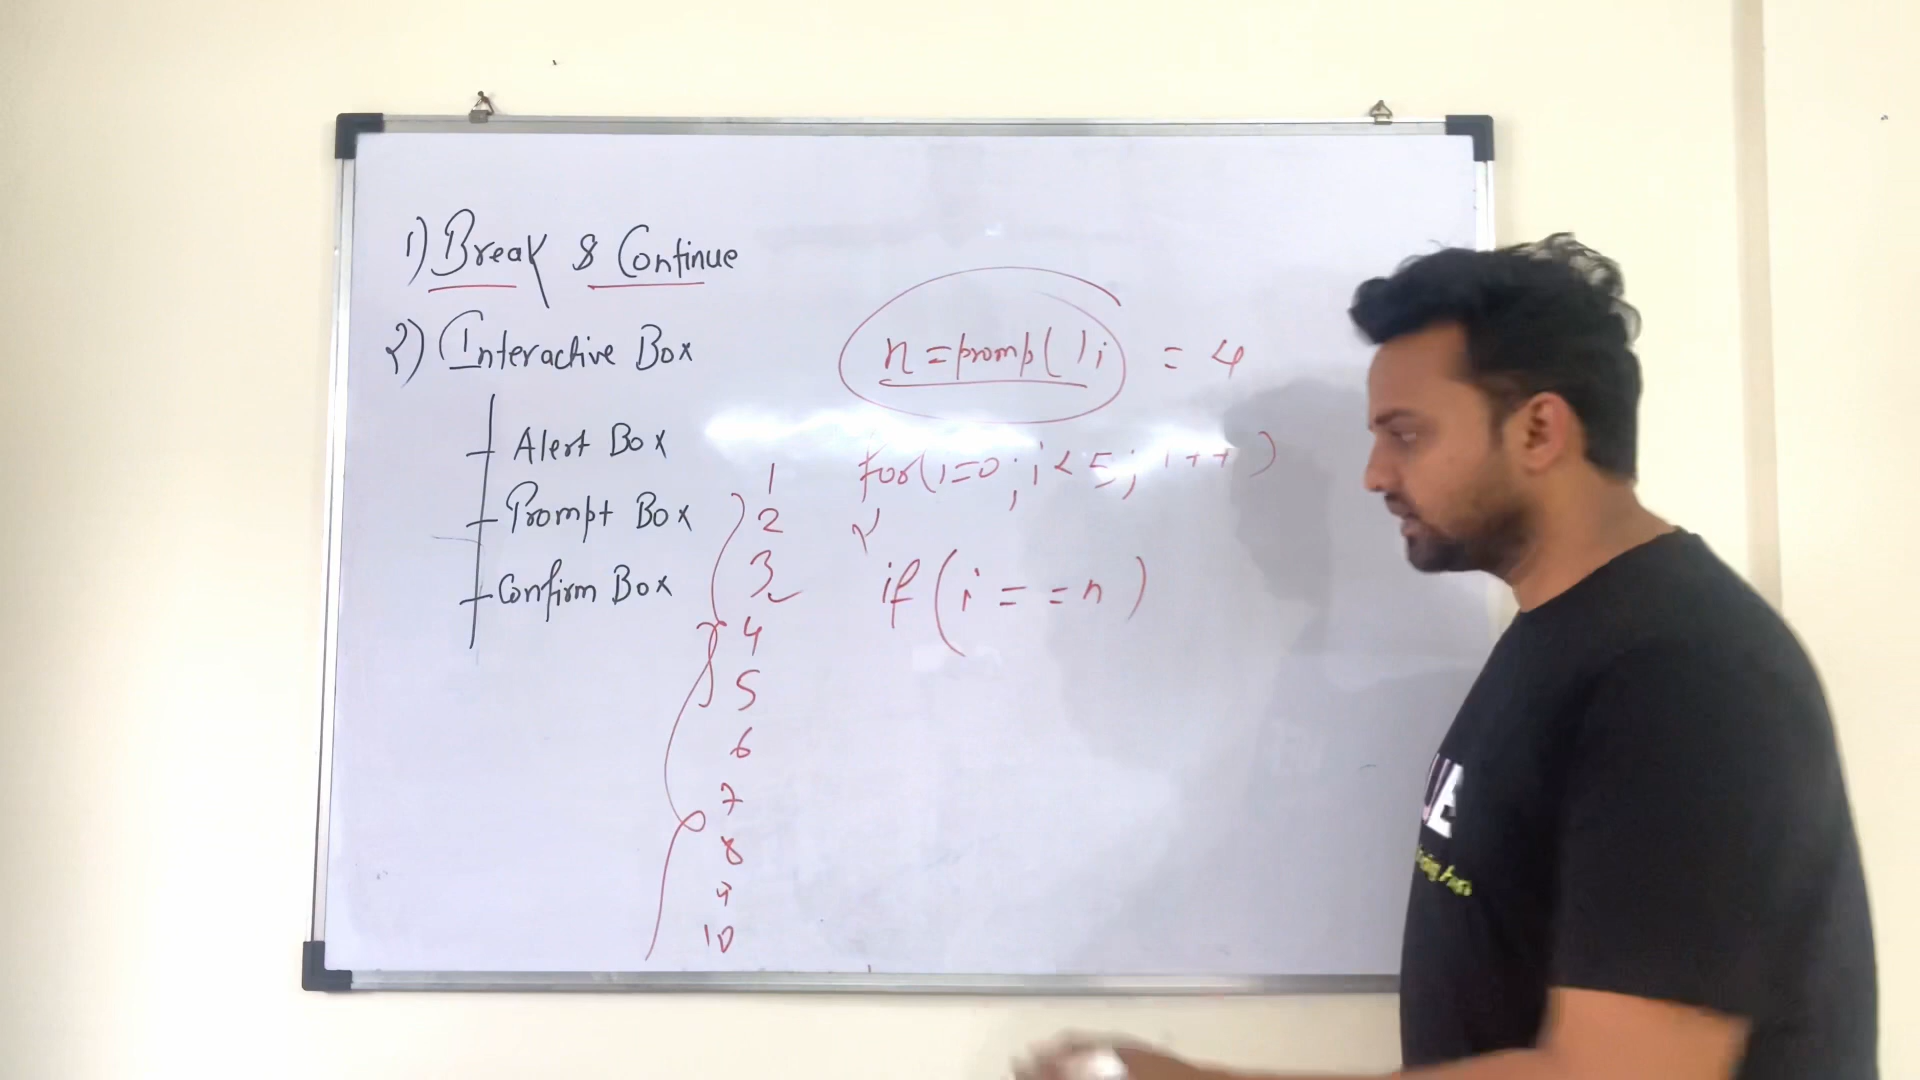 1) Break & Continue
2) Interactive Box
Alert Box
Prompt Box
Confirm Box
1
2
3
4
5
6
7
8
9
10
n = promp( ); = 4
for(i=0; i<5; i++)
{
if (i==n)